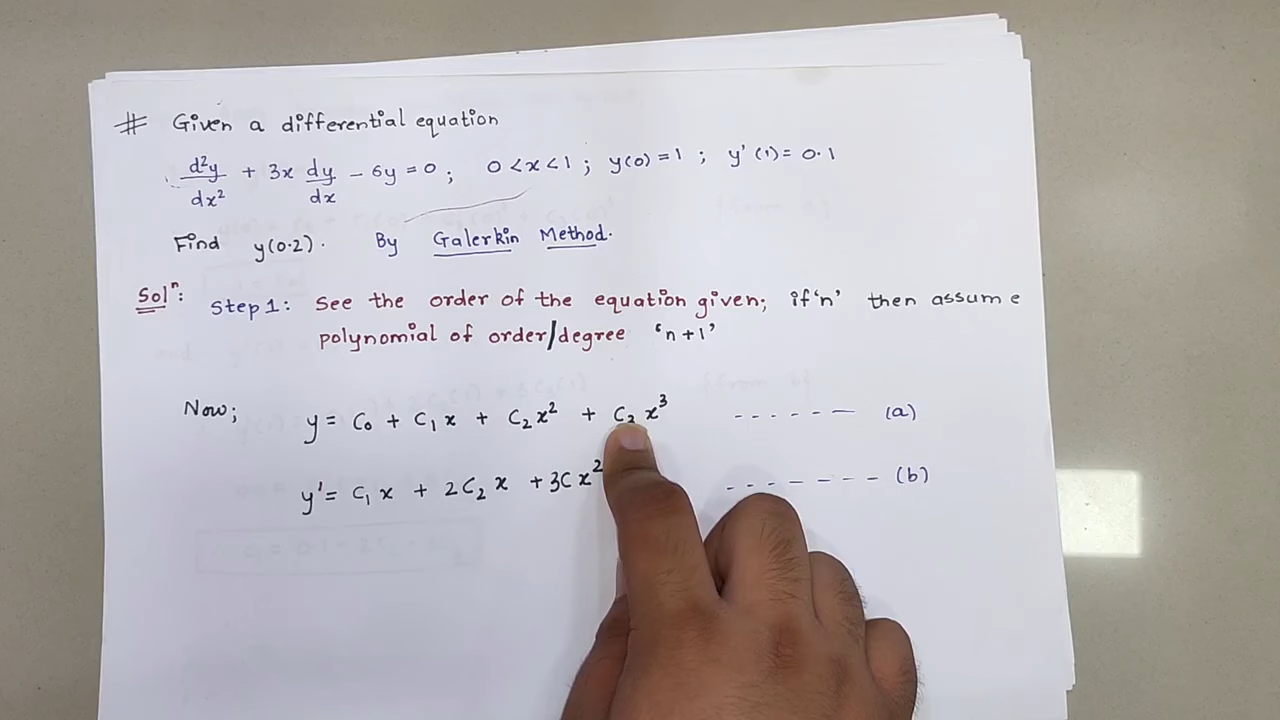 # Given a differential equation
d²y/dx² + 3x dy/dx - 6y = 0 ; 0 < x < 1 ; y(0) = 1 ; y'(1) = 0.1
Find y(0.2). By Galerkin Method.
Solⁿ: Step 1: See the order of the equation given; if 'n' then assume
polynomial of order/degree 'n+1'
Now; y = C₀ + C₁x + C₂x² + C₂x³ ------ (a)
y' = C₁x + 2C₂x + 3Cx² ------- (b)